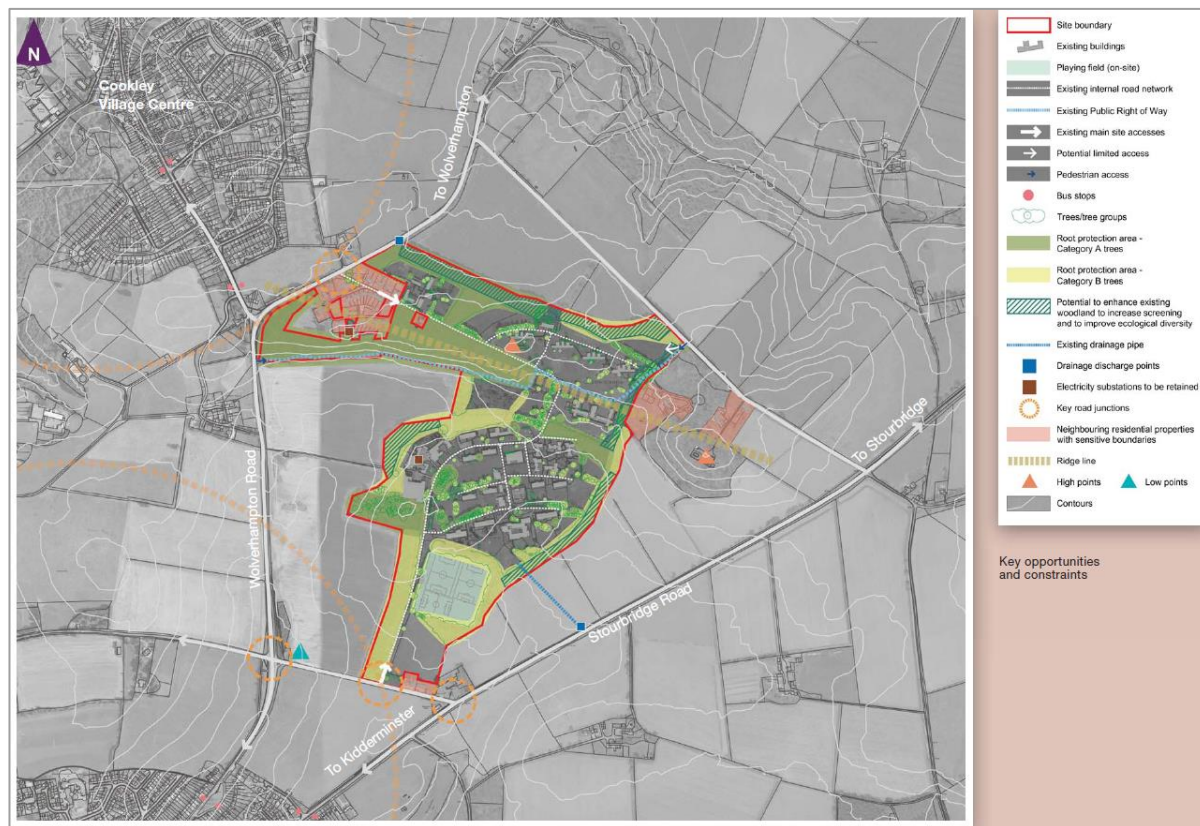 N
Cookley
Village Centre
To Wolverhampton
Wolverhampton Road
To Stourbridge
Stourbridge Road
To Kidderminster
Site boundary
Existing buildings
Playing field (on-site)
Existing internal road network
Existing Public Right of Way
Existing main site accesses
Potential limited access
Pedestrian access
Bus stops
Trees/tree groups
Root protection area -
Category A trees
Root protection area -
Category B trees
Potential to enhance existing
woodland to increase screening
and to improve ecological diversity
Existing drainage pipe
Drainage discharge points
Electricity substations to be retained
Key road junctions
Neighbouring residential properties
with sensitive boundaries
Ridge line
High points
Low points
Contours
Key opportunities
and constraints